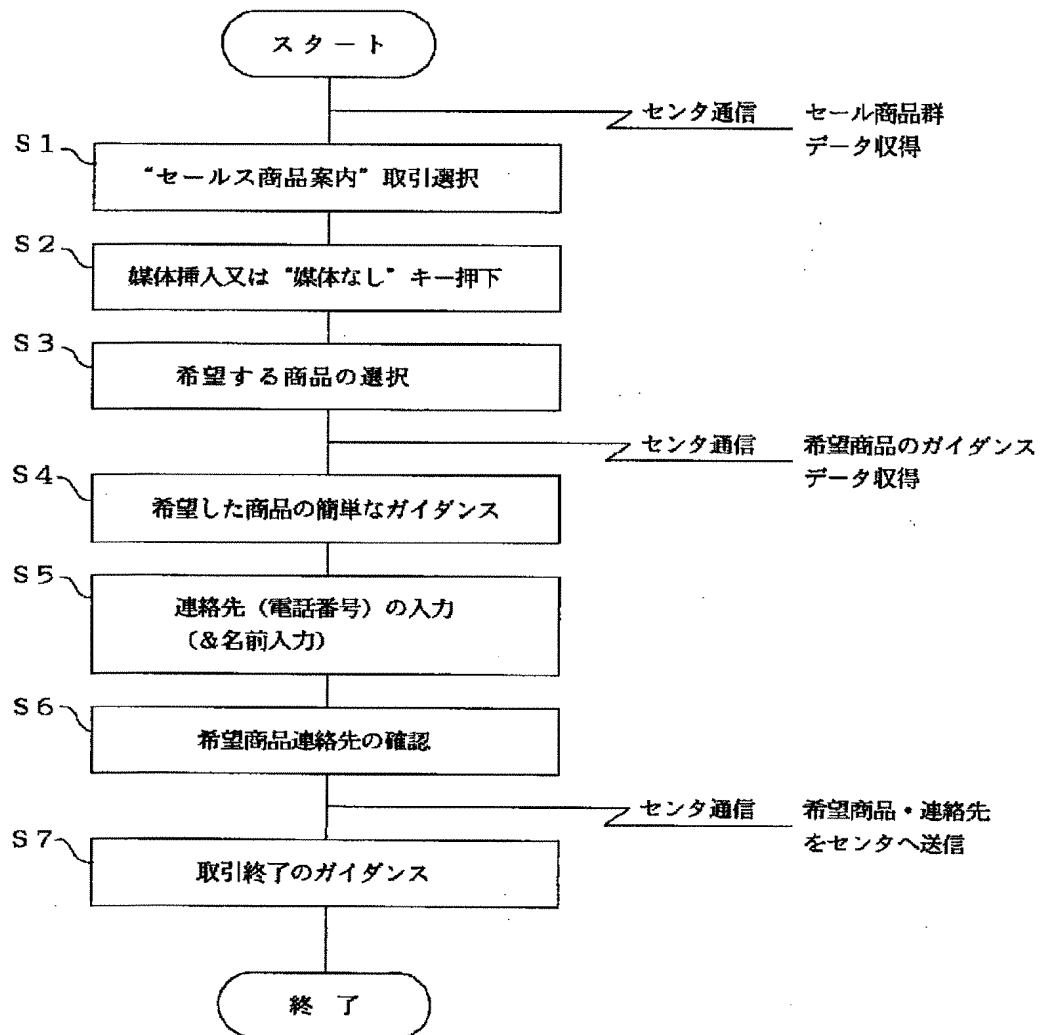 スタート
センタ通信 セール商品群
データ収得
S1
“セールス商品案内”取引選択
S2
媒体挿入又は“媒体なし”キー押下
S3
希望する商品の選択
センタ通信 希望商品のガイダンス
データ収得
S4
希望した商品の簡単なガイダンス
S5
連絡先(電話番号)の入力
(&名前入力)
S6
希望商品連絡先の確認
センタ通信 希望商品・連絡先
をセンタへ送信
S7
取引終了のガイダンス
終了